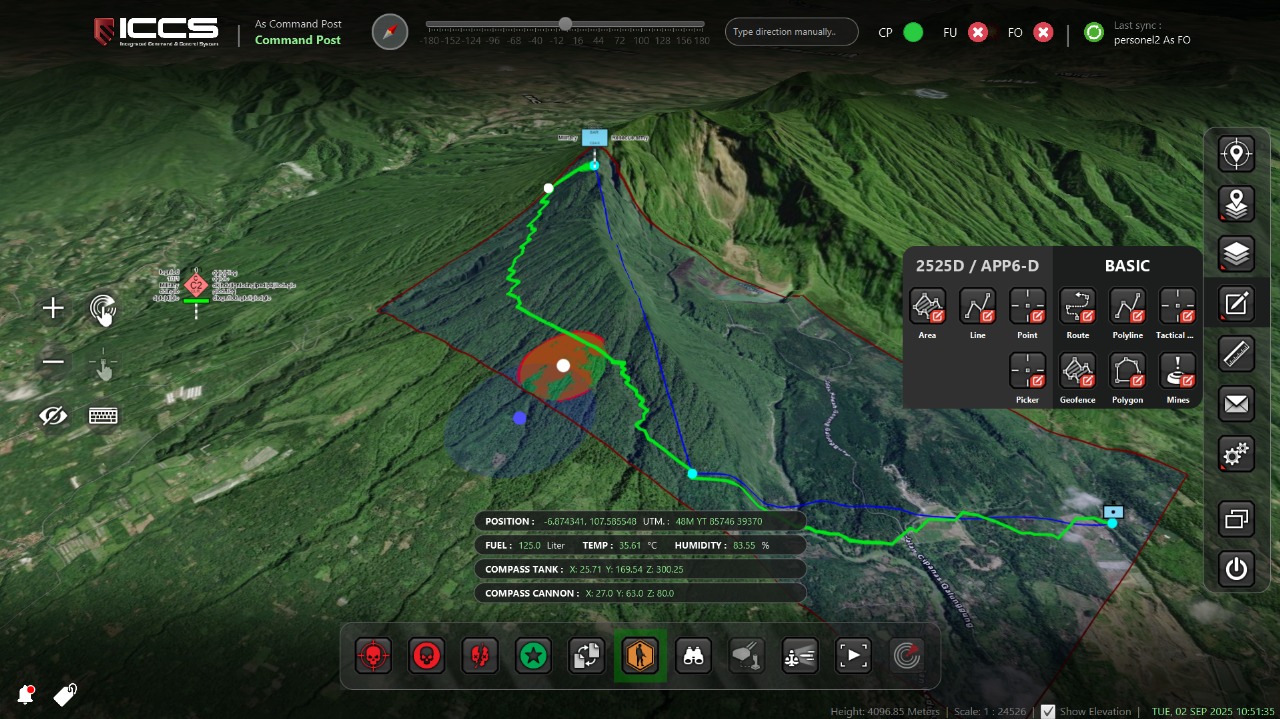 ICCS
Integrated Command & Control System
As Command Post
Command Post
-180 -152 -124 -96 -68 -40 -12 16 44 72 100 128 156 180
Type direction manually..
CP
FU
FO
Last sync :
personel2 As FO
Military
C2
2525D / APP6-D
BASIC
Area
Line
Point
Route
Polyline
Tactical ...
Picker
Geofence
Polygon
Mines
POSITION : -6.874341, 107.585548 UTM. : 48M YT 85746 39370
FUEL : 125.0 Liter TEMP : 35.61 °C HUMIDITY : 83.55 %
COMPASS TANK : X: 25.71 Y: 169.54 Z: 300.25
COMPASS CANNON : X: 27.0 Y: 63.0 Z: 80.0
Cipanas Galunggung
Height: 4096.85 Meters | Scale: 1 : 24526 | Show Elevation | TUE, 02 SEP 2025 10:51:35